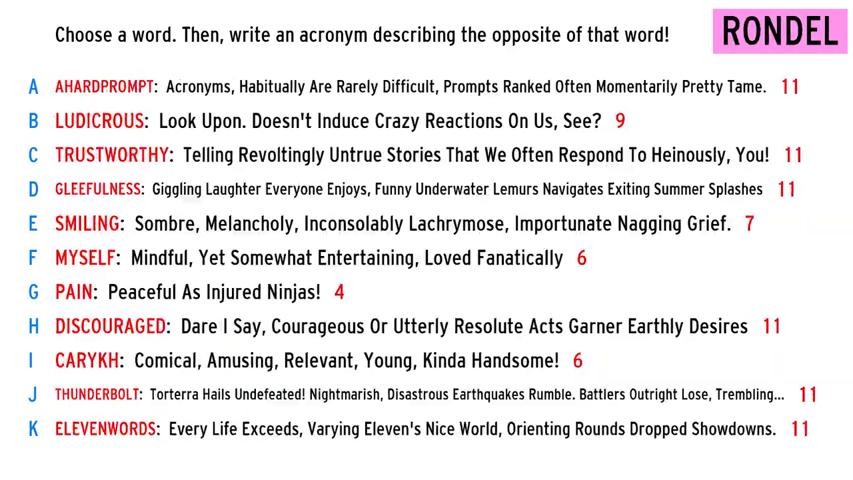 Choose a word. Then, write an acronym describing the opposite of that word!
RONDEL
A AHARDPROMPT: Acronyms, Habitually Are Rarely Difficult, Prompts Ranked Often Momentarily Pretty Tame. 11
B LUDICROUS: Look Upon. Doesn't Induce Crazy Reactions On Us, See? 9
C TRUSTWORTHY: Telling Revoltingly Untrue Stories That We Often Respond To Heinously, You! 11
D GLEEFULNESS: Giggling Laughter Everyone Enjoys, Funny Underwater Lemurs Navigates Exiting Summer Splashes 11
E SMILING: Sombre, Melancholy, Inconsolably Lachrymose, Importunate Nagging Grief. 7
F MYSELF: Mindful, Yet Somewhat Entertaining, Loved Fanatically 6
G PAIN: Peaceful As Injured Ninjas! 4
H DISCOURAGED: Dare I Say, Courageous Or Utterly Resolute Acts Garner Earthly Desires 11
I CARYKH: Comical, Amusing, Relevant, Young, Kinda Handsome! 6
J THUNDERBOLT: Torterra Hails Undefeated! Nightmarish, Disastrous Earthquakes Rumble. Battlers Outright Lose, Trembling... 11
K ELEVENWORDS: Every Life Exceeds, Varying Eleven's Nice World, Orienting Rounds Dropped Showdowns. 11